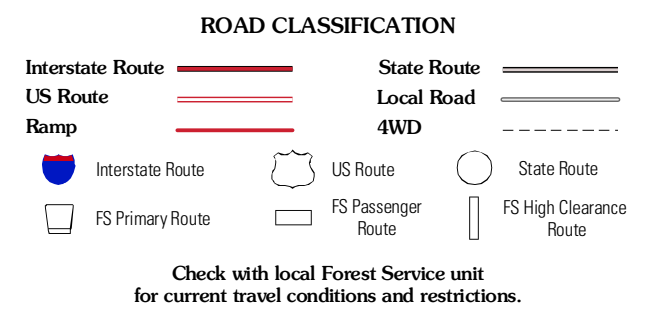 ROAD CLASSIFICATION
Interstate Route
State Route
US Route
Local Road
Ramp
4WD
Interstate Route
US Route
State Route
FS Primary Route
FS Passenger
Route
FS High Clearance
Route
Check with local Forest Service unit
for current travel conditions and restrictions.